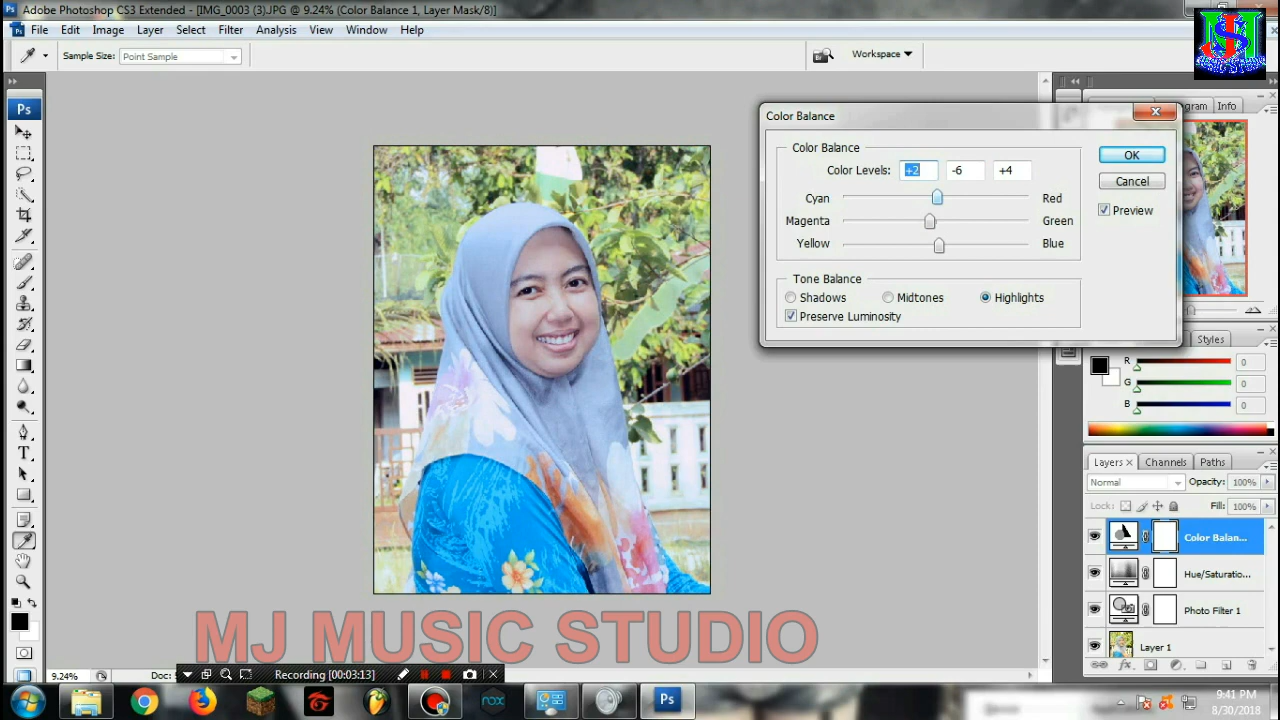 Adobe Photoshop CS3 Extended - [IMG_0003 (3).JPG @ 9.24% (Color Balance 1, Layer Mask/8)]
File Edit Image Layer Select Filter Analysis View Window Help
Sample Size: Point Sample Workspace
Ps
Info
Color Balance
Color Balance
Color Levels: +2 -6 +4
Cyan Red
Magenta Green
Yellow Blue
OK
Cancel
Preview
Tone Balance
Shadows Midtones Highlights
Preserve Luminosity
Styles
R 0
G 0
B 0
Layers x Channels Paths
Normal Opacity: 100%
Lock: Fill: 100%
Color Balan...
Hue/Saturatio...
Photo Filter 1
Layer 1
MJ MUSIC STUDIO
9.24% Doc:
Recording [00:03:13]
Ps
9:41 PM
8/30/2018